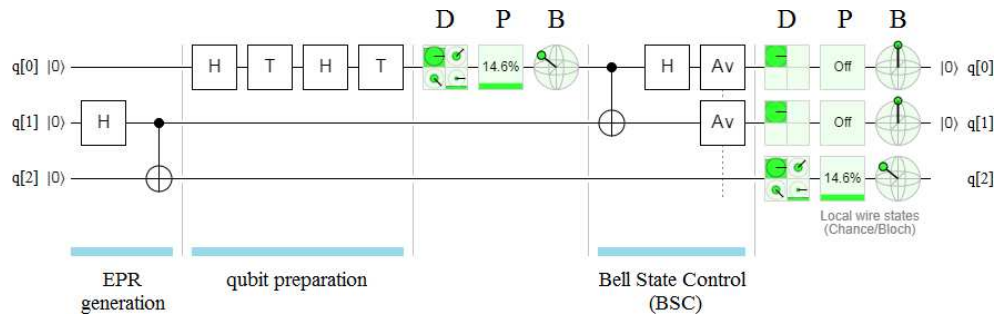 D P B D P B
q[0] |0⟩ H T H T 14.6% H Av Off |0⟩ q[0]
q[1] |0⟩ H Av Off |0⟩ q[1]
q[2] |0⟩ 14.6% q[2]
Local wire states
(Chance/Bloch)
EPR
generation
qubit preparation
Bell State Control
(BSC)